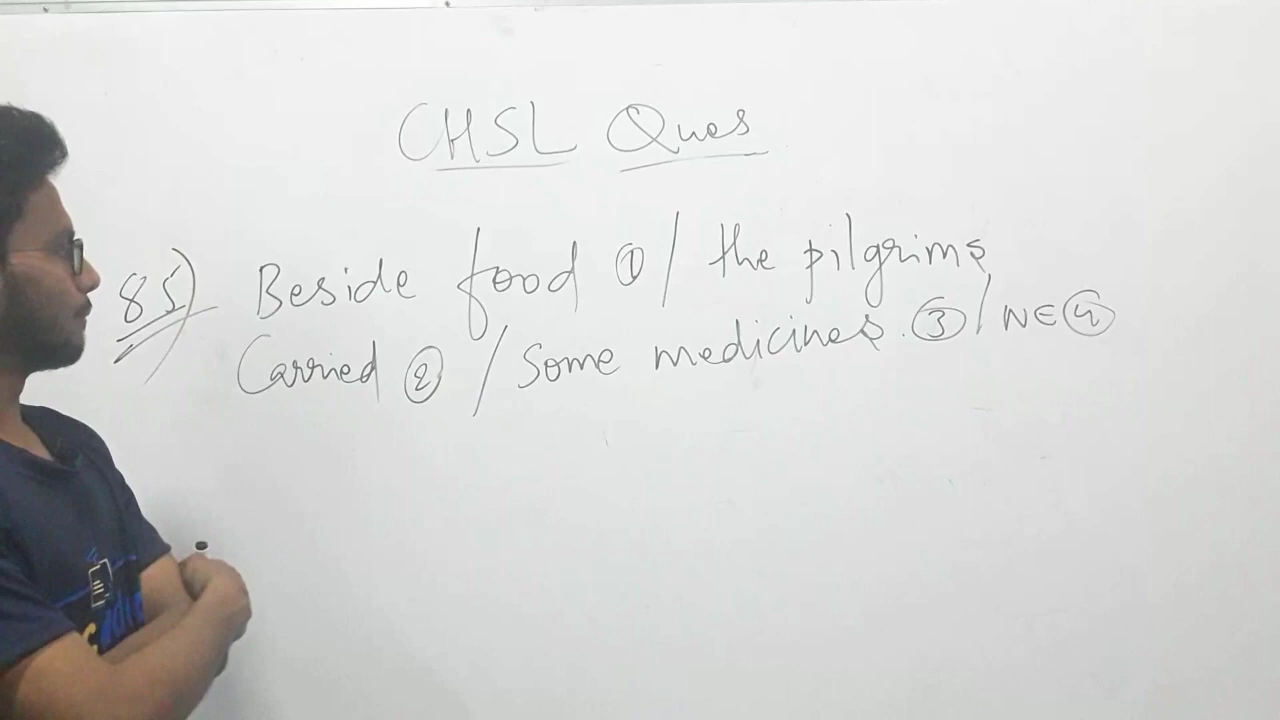 CHSL Ques
85) Beside food ① / the pilgrims
Carried ② / Some medicines. ③ / NE ④